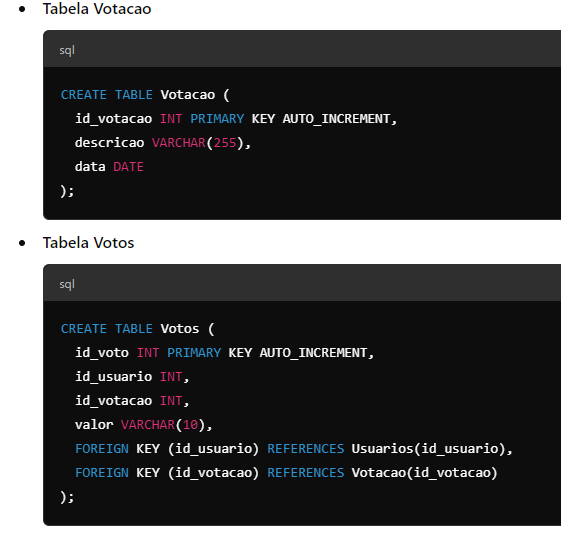 Tabela Votacao
sql
CREATE TABLE Votacao (
id_votacao INT PRIMARY KEY AUTO_INCREMENT,
descricao VARCHAR(255),
data DATE
);
Tabela Votos
sql
CREATE TABLE Votos (
id_voto INT PRIMARY KEY AUTO_INCREMENT,
id_usuario INT,
id_votacao INT,
valor VARCHAR(10),
FOREIGN KEY (id_usuario) REFERENCES Usuarios(id_usuario),
FOREIGN KEY (id_votacao) REFERENCES Votacao(id_votacao)
);